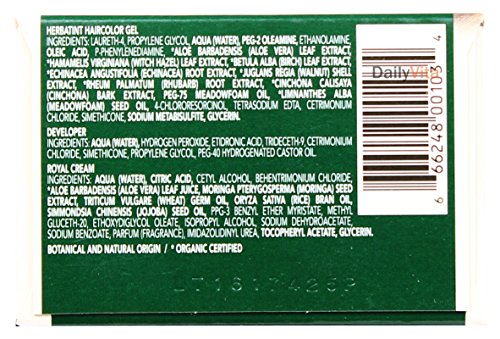 HERBATINT HAIRCOLOR GEL
INGREDIENTS: LAURETH-4, PROPYLENE GLYCOL, AQUA (WATER), PEG-2 OLEAMINE, ETHANOLAMINE,
OLEIC ACID, P-PHENYLENEDIAMINE, *ALOE BARBADENSIS (ALOE VERA) LEAF EXTRACT,
*HAMAMELIS VIRGINIANA (WITCH HAZEL) LEAF EXTRACT, *BETULA ALBA (BIRCH) LEAF EXTRACT,
*ECHINACEA ANGUSTIFOLIA (ECHINACEA) ROOT EXTRACT, *JUGLANS REGIA (WALNUT) SHELL
EXTRACT, *RHEUM PALMATUM (RHUBARB) ROOT EXTRACT, *CINCHONA CALISAYA
(CINCHONA) BARK EXTRACT, PEG-75 MEADOWFOAM OIL, *LIMNANTHES ALBA
(MEADOWFOAM) SEED OIL, 4-CHLORORESORCINOL, TETRASODIUM EDTA, CETRIMONIUM
CHLORIDE, SIMETHICONE, SODIUM METABISULFITE, GLYCERIN.
DEVELOPER
INGREDIENTS: AQUA (WATER), HYDROGEN PEROXIDE, ETIDRONIC ACID, TRIDECETH-9, CETRIMONIUM
CHLORIDE, SIMETHICONE, PROPYLENE GLYCOL, PEG-40 HYDROGENATED CASTOR OIL.
ROYAL CREAM
INGREDIENTS: AQUA (WATER), CITRIC ACID, CETYL ALCOHOL, BEHENTRIMONIUM CHLORIDE,
*ALOE BARBADENSIS (ALOE VERA) LEAF JUICE, MORINGA PTERYGOSPERMA (MORINGA) SEED
EXTRACT, TRITICUM VULGARE (WHEAT) GERM OIL, ORYZA SATIVA (RICE) BRAN OIL,
SIMMONDSIA CHINENSIS (JOJOBA) SEED OIL, PPG-3 BENZYL ETHER MYRISTATE, METHYL
GLUCETH-20, ETHOXYDIGLYCOL OLEATE, ISOPROPYL ALCOHOL, SODIUM DEHYDROACETATE,
SODIUM BENZOATE, PARFUM (FRAGRANCE), IMIDAZOLIDINYL UREA, TOCOPHERYL ACETATE, GLYCERIN.
BOTANICAL AND NATURAL ORIGIN / * ORGANIC CERTIFIED
DailyVita
6 66248 00103 4